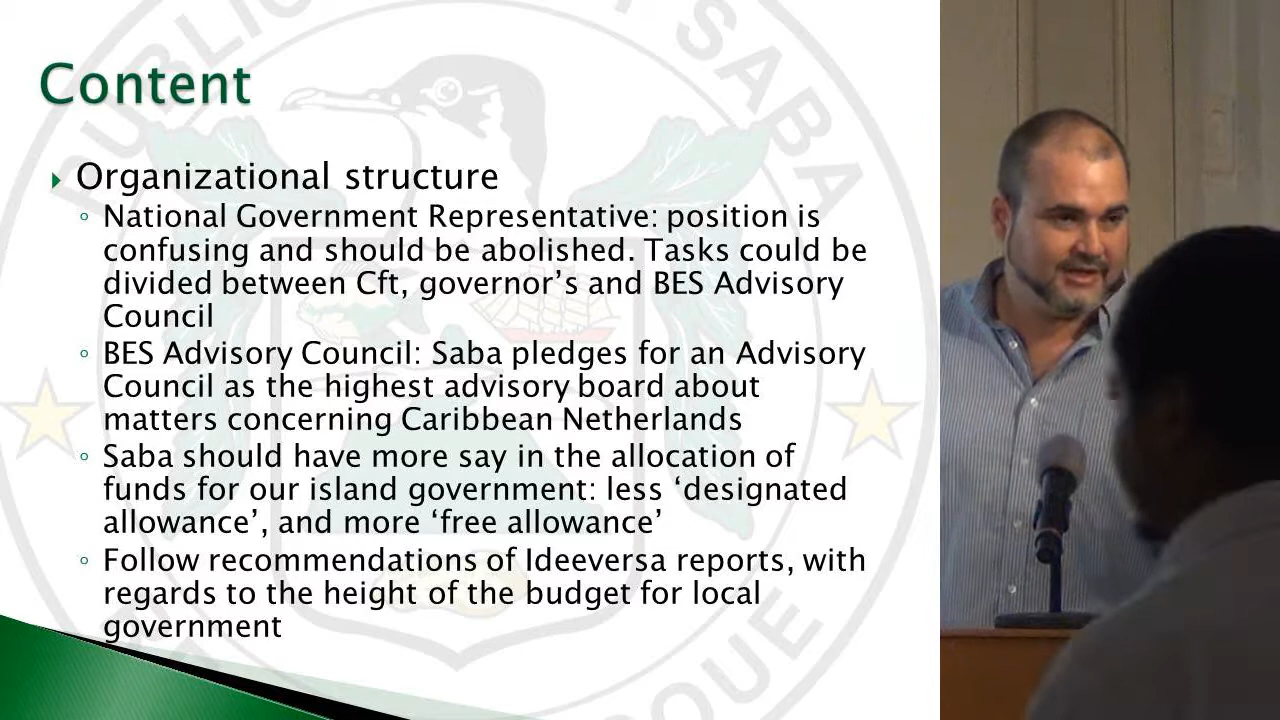 PUBLIC SABA
Content
Organizational structure
National Government Representative: position is
confusing and should be abolished. Tasks could be
divided between Cft, governor’s and BES Advisory
Council
BES Advisory Council: Saba pledges for an Advisory
Council as the highest advisory board about
matters concerning Caribbean Netherlands
Saba should have more say in the allocation of
funds for our island government: less ‘designated
allowance’, and more ‘free allowance’
Follow recommendations of Ideeversa reports, with
regards to the height of the budget for local
government